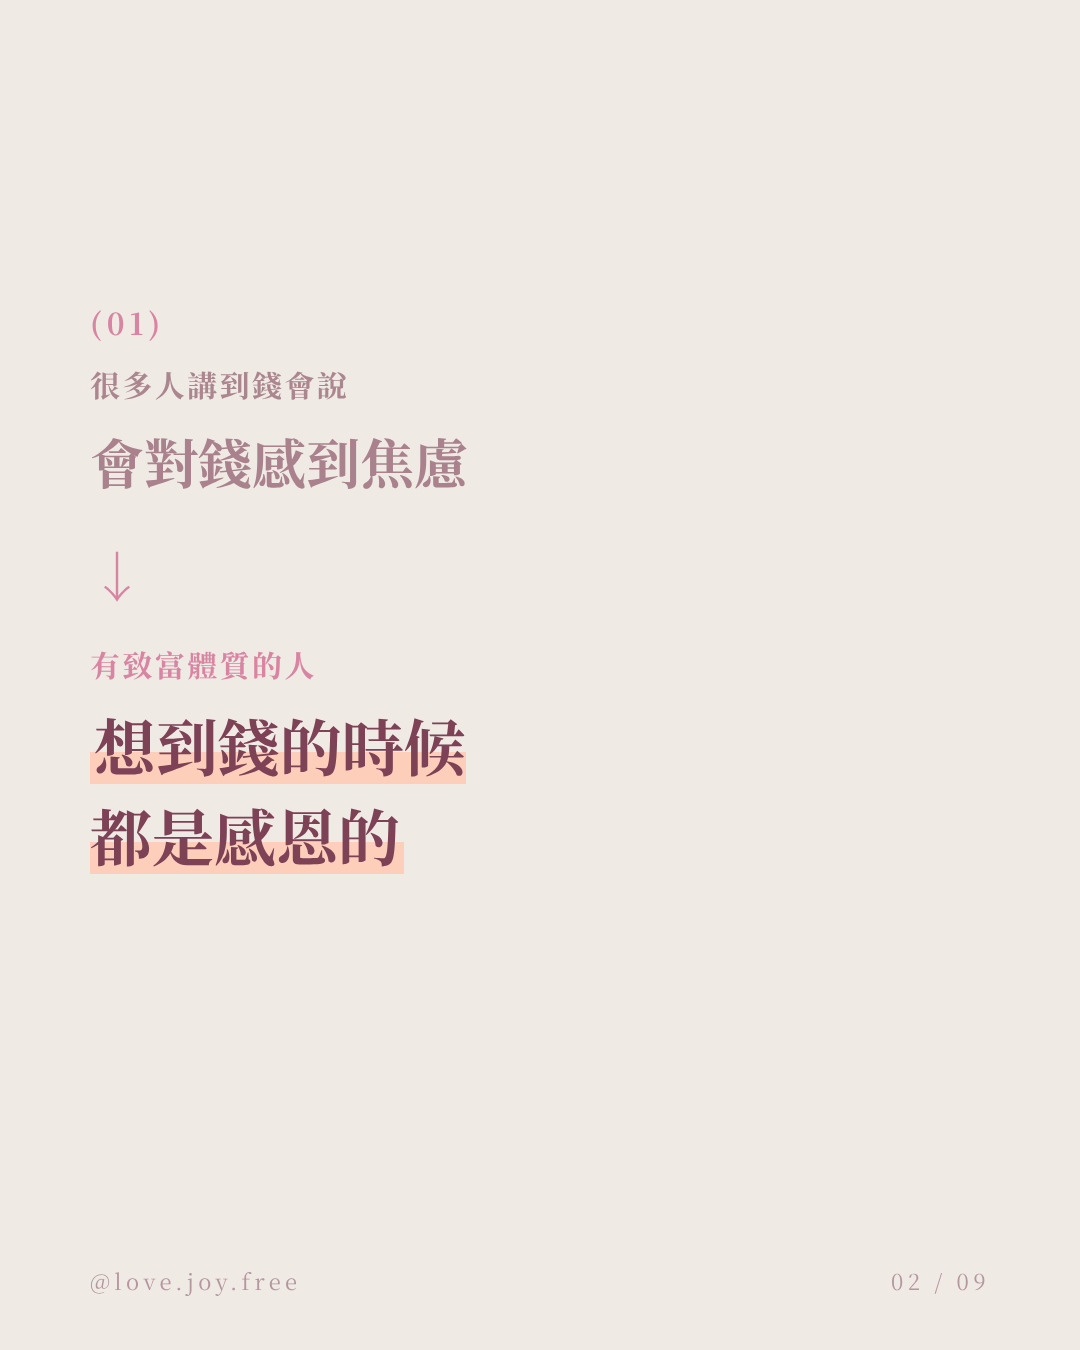 (01)
很多人講到錢會說
會對錢感到焦慮
↓
有致富體質的人
想到錢的時候
都是感恩的
@love.joy.free
02 / 09